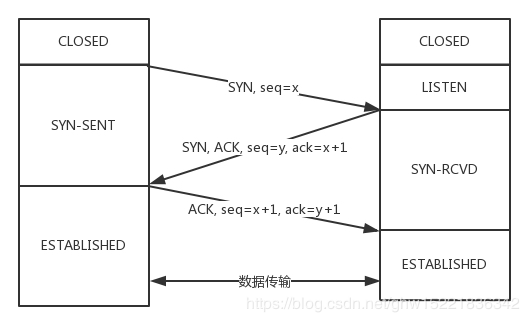 CLOSED
CLOSED
SYN, seq=x
LISTEN
SYN-SENT
SYN, ACK, seq=y, ack=x+1
SYN-RCVD
ACK, seq=x+1, ack=y+1
ESTABLISHED
ESTABLISHED
数据传输